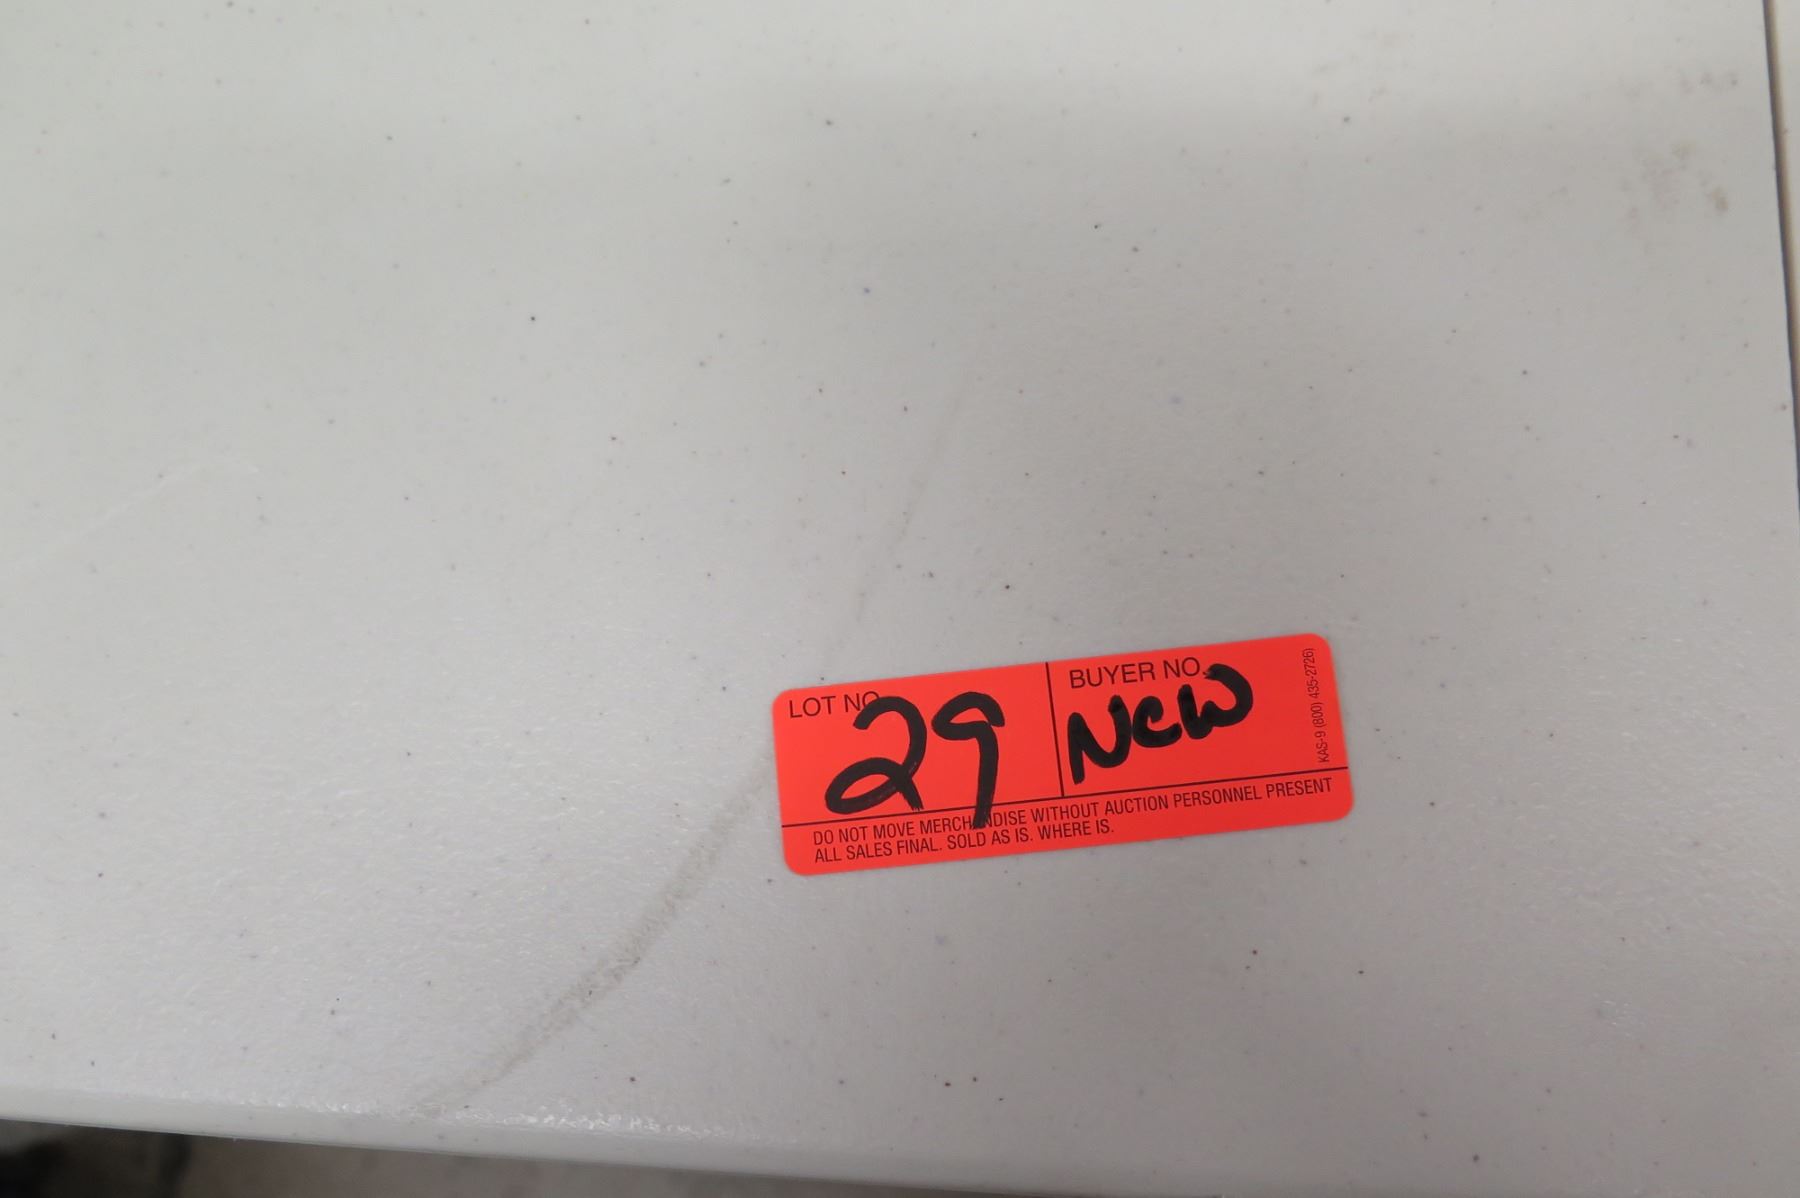 LOT NO. BUYER NO.
29 New
DO NOT MOVE MERCHANDISE WITHOUT AUCTION PERSONNEL PRESENT
ALL SALES FINAL. SOLD AS IS. WHERE IS.
KAS-9 (800) 435-2726)